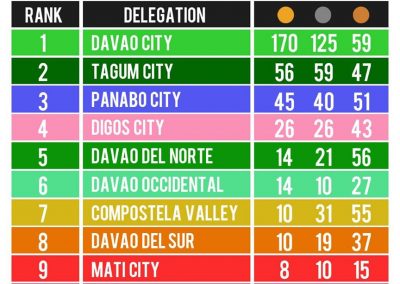 RANK DELEGATION
1 DAVAO CITY 170 125 59
2 TAGUM CITY 56 59 47
3 PANABO CITY 45 40 51
4 DIGOS CITY 26 26 43
5 DAVAO DEL NORTE 14 21 56
6 DAVAO OCCIDENTAL 14 10 27
7 COMPOSTELA VALLEY 10 31 55
8 DAVAO DEL SUR 10 19 37
9 MATI CITY 8 10 15